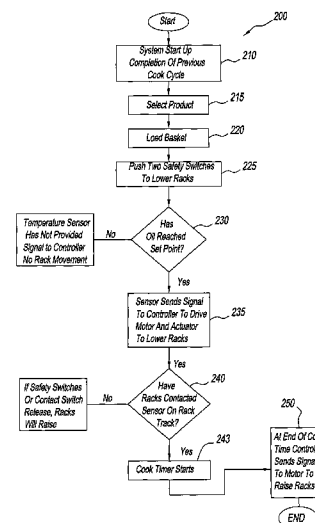 Start
200
System Start Up
Completion Of Previous
Cook Cycle
210
Select Product
215
Load Basket
220
Push Two Safety Switches
To Lower Racks
225
Has
Oil Reached
Set Point?
230
No
Temperature Sensor
Has Not Provided
Signal to Controller
No Rack Movement
Yes
Sensor Sends Signal
To Controller To Drive
Motor And Actuator
To Lower Racks
235
Yes
Have
Racks Contacted
Sensor On Rack
Track?
240
No
If Safety Switches
Or Contact Switch
Release, Racks
Will Raise
Yes
243
Cook Timer Starts
250
At End Of
Time
Sends Signal
To Motor To
Raise Racks
END